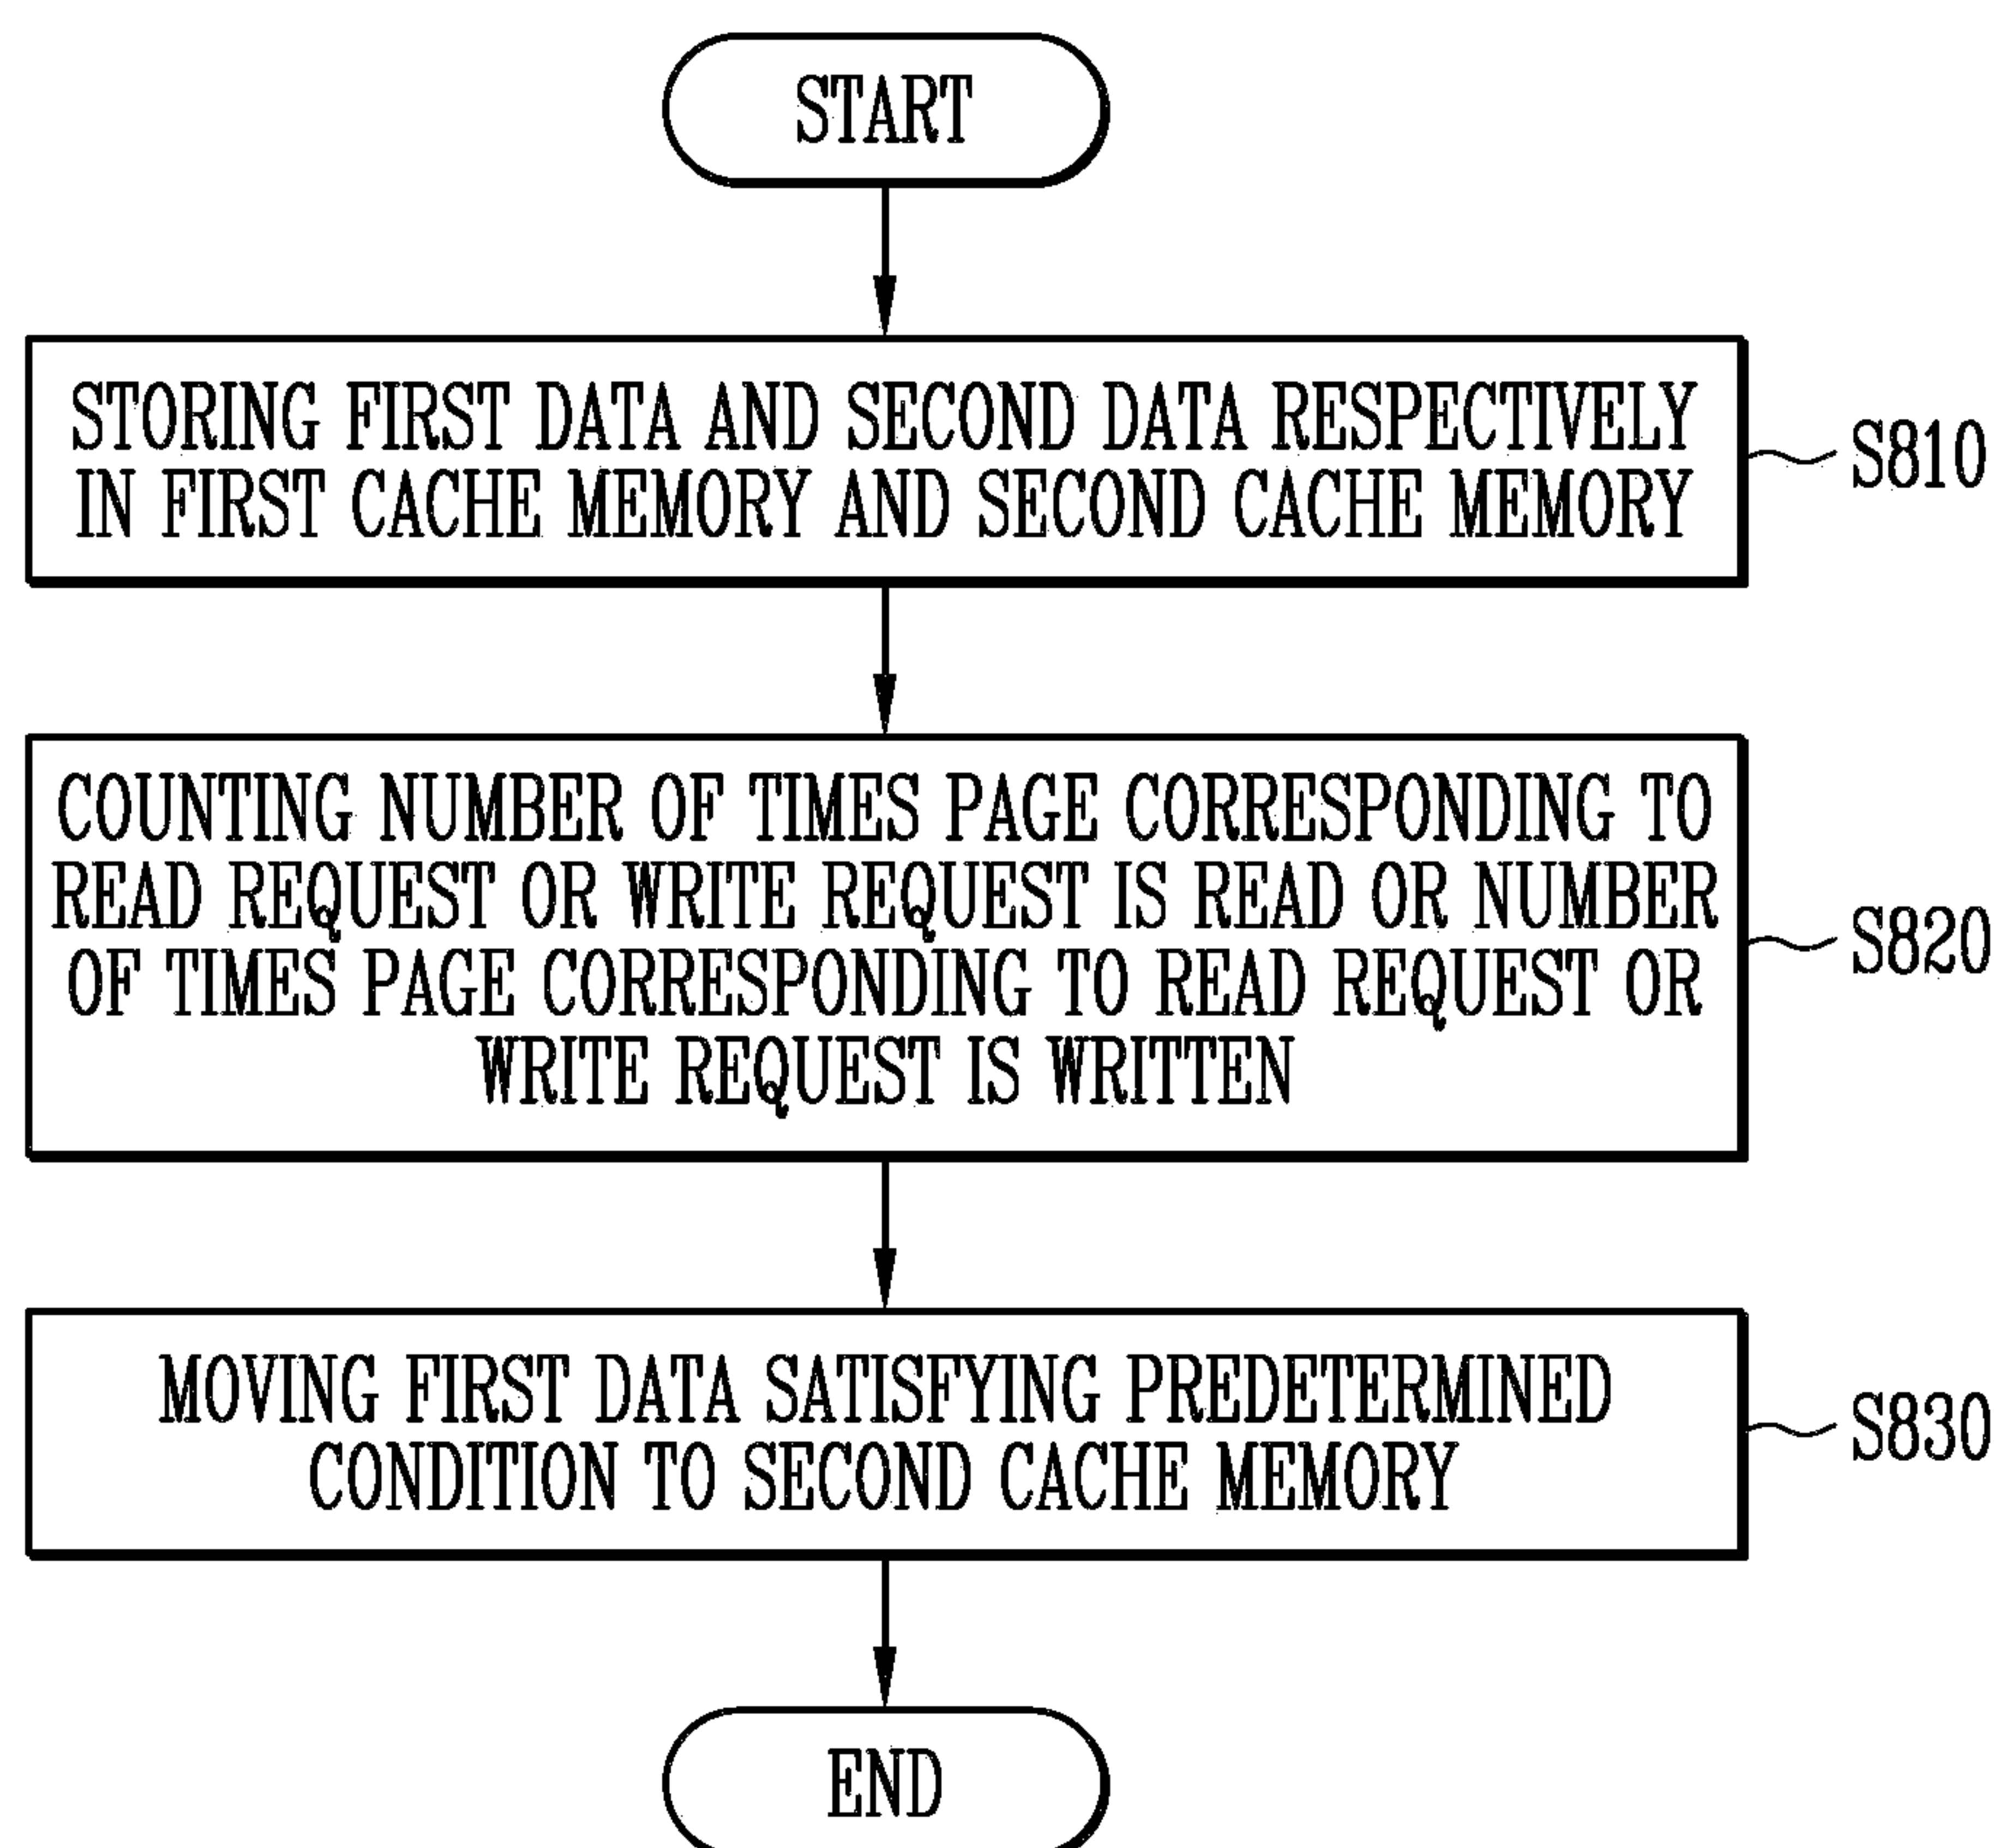 START
STORING FIRST DATA AND SECOND DATA RESPECTIVELY
IN FIRST CACHE MEMORY AND SECOND CACHE MEMORY
S810
COUNTING NUMBER OF TIMES PAGE CORRESPONDING TO
READ REQUEST OR WRITE REQUEST IS READ OR NUMBER
OF TIMES PAGE CORRESPONDING TO READ REQUEST OR
WRITE REQUEST IS WRITTEN
S820
MOVING FIRST DATA SATISFYING PREDETERMINED
CONDITION TO SECOND CACHE MEMORY
S830
END